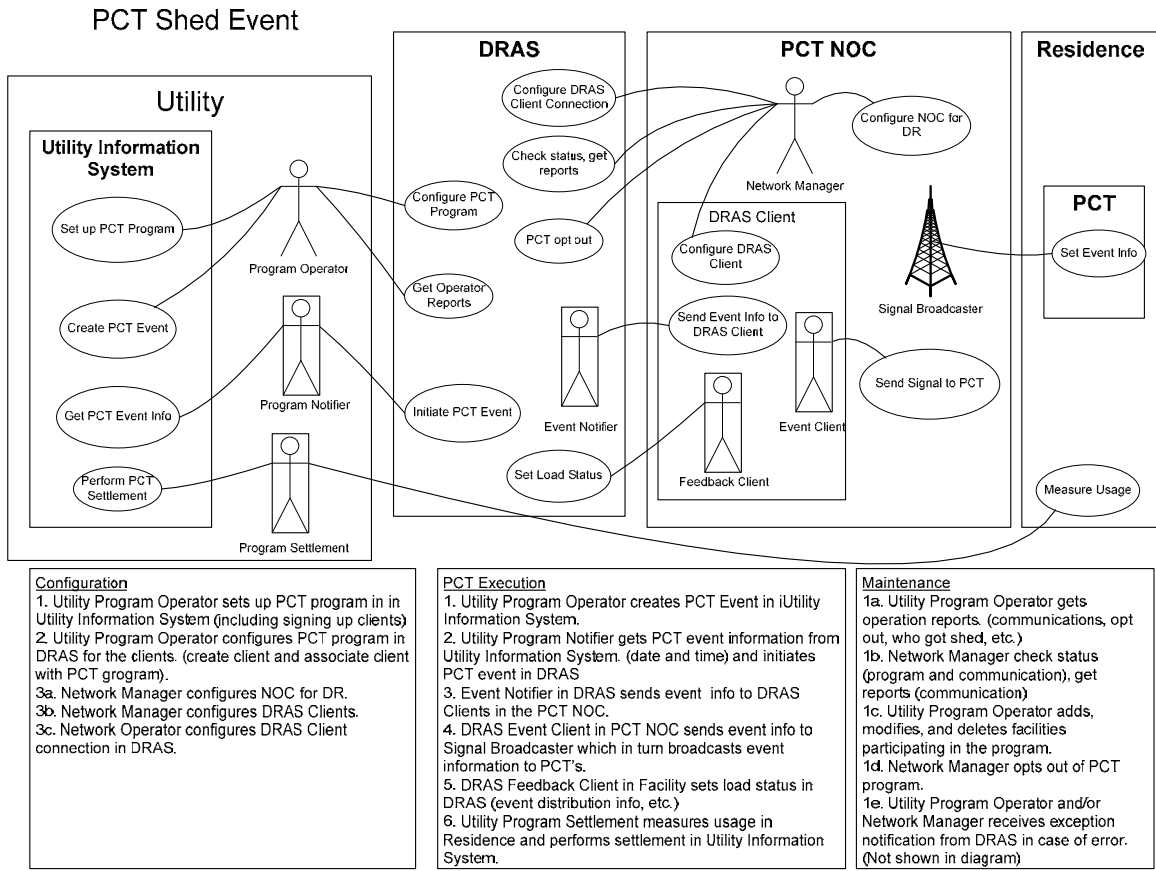 PCT Shed Event
Utility
Utility Information
System
Set up PCT Program
Create PCT Event
Get PCT Event Info
Perform PCT
Settlement
Program Operator
Program Notifier
Program Settlement
DRAS
Configure DRAS
Client Connection
Check status, get
reports
Configure PCT
Program
PCT opt out
Get Operator
Reports
Initiate PCT Event
Event Notifier
Set Load Status
PCT NOC
Network Manager
Configure NOC for
DR
DRAS Client
Configure DRAS
Client
Send Event Info to
DRAS Client
Event Client
Feedback Client
Signal Broadcaster
Send Signal to PCT
Residence
PCT
Set Event Info
Measure Usage
Configuration
1. Utility Program Operator sets up PCT program in in
Utility Information System (including signing up clients)
2. Utility Program Operator configures PCT program in
DRAS for the clients. (create client and associate client
with PCT grogram).
3a. Network Manager configures NOC for DR.
3b. Network Manager configures DRAS Clients.
3c. Network Operator configures DRAS Client
connection in DRAS.
PCT Execution
1. Utility Program Operator creates PCT Event in iUtility
Information System.
2. Utility Program Notifier gets PCT event information from
Utility Information System. (date and time) and initiates
PCT event in DRAS
3. Event Notifier in DRAS sends event info to DRAS
Clients in the PCT NOC.
4. DRAS Event Client in PCT NOC sends event info to
Signal Broadcaster which in turn broadcasts event
information to PCT's.
5. DRAS Feedback Client in Facility sets load status in
DRAS (event distribution info, etc.)
6. Utility Program Settlement measures usage in
Residence and performs settlement in Utility Information
System.
Maintenance
1a. Utility Program Operator gets
operation reports. (communications, opt
out, who got shed, etc.)
1b. Network Manager check status
(program and communication), get
reports (communication)
1c. Utility Program Operator adds,
modifies, and deletes facilities
participating in the program.
1d. Network Manager opts out of PCT
program.
1e. Utility Program Operator and/or
Network Manager receives exception
notification from DRAS in case of error.
(Not shown in diagram)